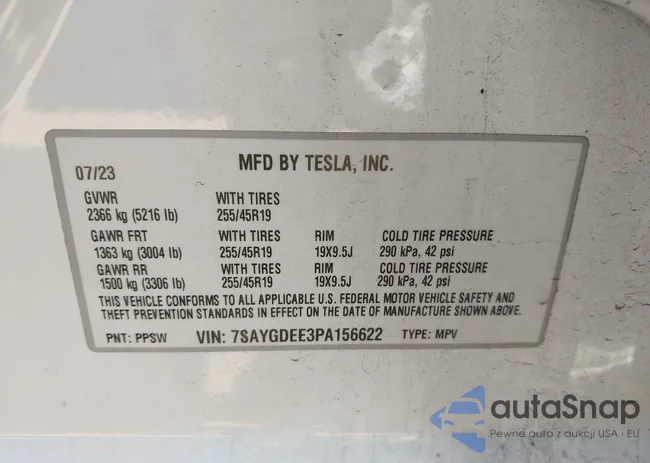 07/23
MFD BY TESLA, INC.
GVWR WITH TIRES
2366 kg (5216 lb) 255/45R19
GAWR FRT WITH TIRES RIM COLD TIRE PRESSURE
1363 kg (3004 lb) 255/45R19 19X9.5J 290 kPa, 42 psi
GAWR RR WITH TIRES RIM COLD TIRE PRESSURE
1500 kg (3306 lb) 255/45R19 19X9.5J 290 kPa, 42 psi
THIS VEHICLE CONFORMS TO ALL APPLICABLE U.S. FEDERAL MOTOR VEHICLE SAFETY AND
THEFT PREVENTION STANDARDS IN EFFECT ON THE DATE OF MANUFACTURE SHOWN ABOVE.
PNT: PPSW VIN: 7SAYGDEE3PA156622 TYPE: MPV
autoSnap
Pewne auta z aukcji USA i EU